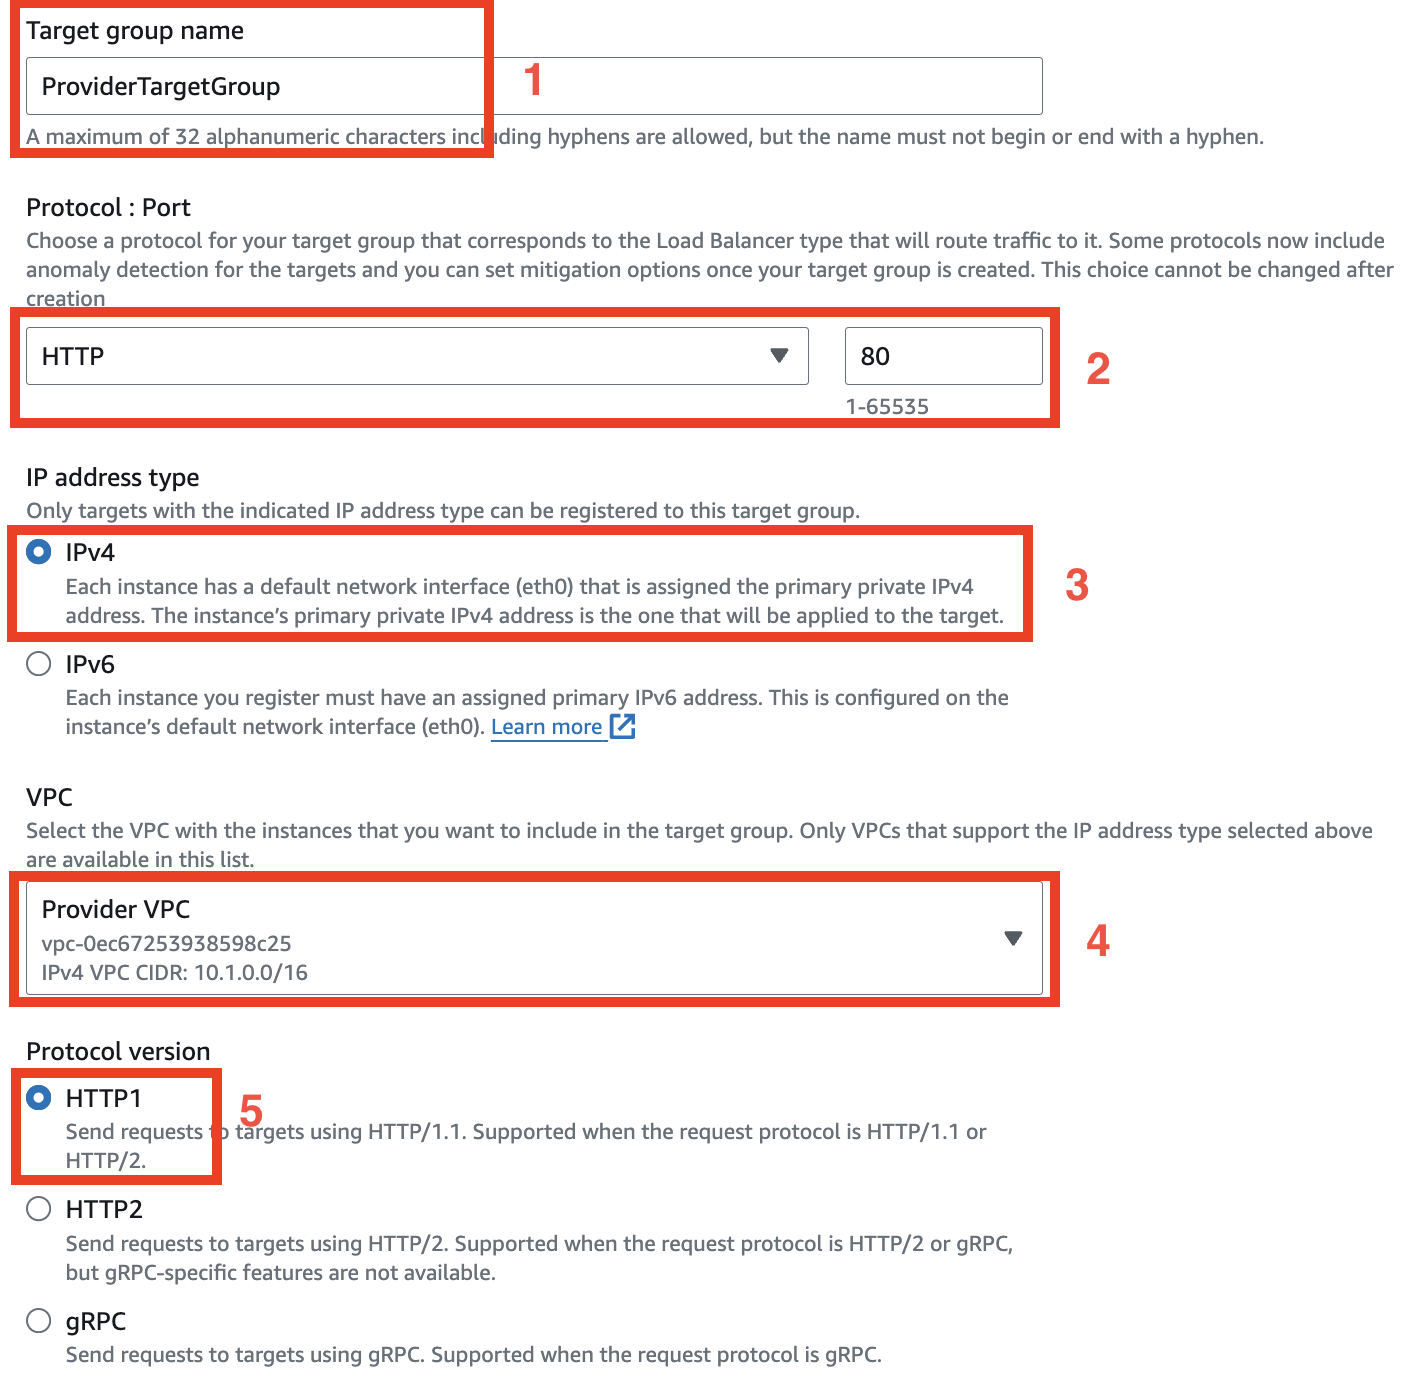 Target group name
ProviderTargetGroup
1
A maximum of 32 alphanumeric characters including hyphens are allowed, but the name must not begin or end with a hyphen.
Protocol : Port
Choose a protocol for your target group that corresponds to the Load Balancer type that will route traffic to it. Some protocols now include
anomaly detection for the targets and you can set mitigation options once your target group is created. This choice cannot be changed after
creation
HTTP
80
2
1-65535
IP address type
Only targets with the indicated IP address type can be registered to this target group.
IPv4
Each instance has a default network interface (eth0) that is assigned the primary private IPv4
address. The instance's primary private IPv4 address is the one that will be applied to the target.
3
IPv6
Each instance you register must have an assigned primary IPv6 address. This is configured on the
instance's default network interface (eth0). Learn more
VPC
Select the VPC with the instances that you want to include in the target group. Only VPCs that support the IP address type selected above
are available in this list.
Provider VPC
vpc-0ec67253938598c25
IPv4 VPC CIDR: 10.1.0.0/16
4
Protocol version
HTTP1
5
Send requests to targets using HTTP/1.1. Supported when the request protocol is HTTP/1.1 or
HTTP/2.
HTTP2
Send requests to targets using HTTP/2. Supported when the request protocol is HTTP/2 or gRPC,
but gRPC-specific features are not available.
gRPC
Send requests to targets using gRPC. Supported when the request protocol is gRPC.